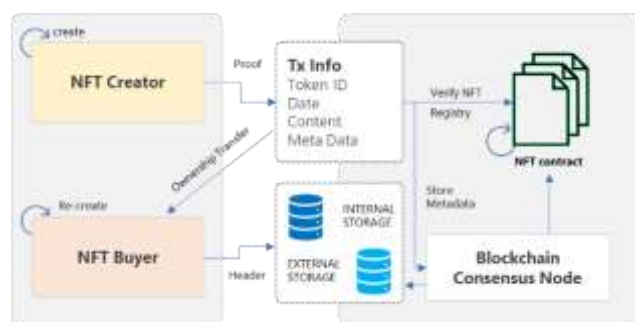 create
NFT Creator
Proof
Tx Info
Token ID
Date
Content
Meta Data
Verify NFT
Registry
NFT contract
Ownership Transfer
Re-create
NFT Buyer
Header
INTERNAL
STORAGE
EXTERNAL
STORAGE
Store
Metadata
Blockchain
Consensus Node